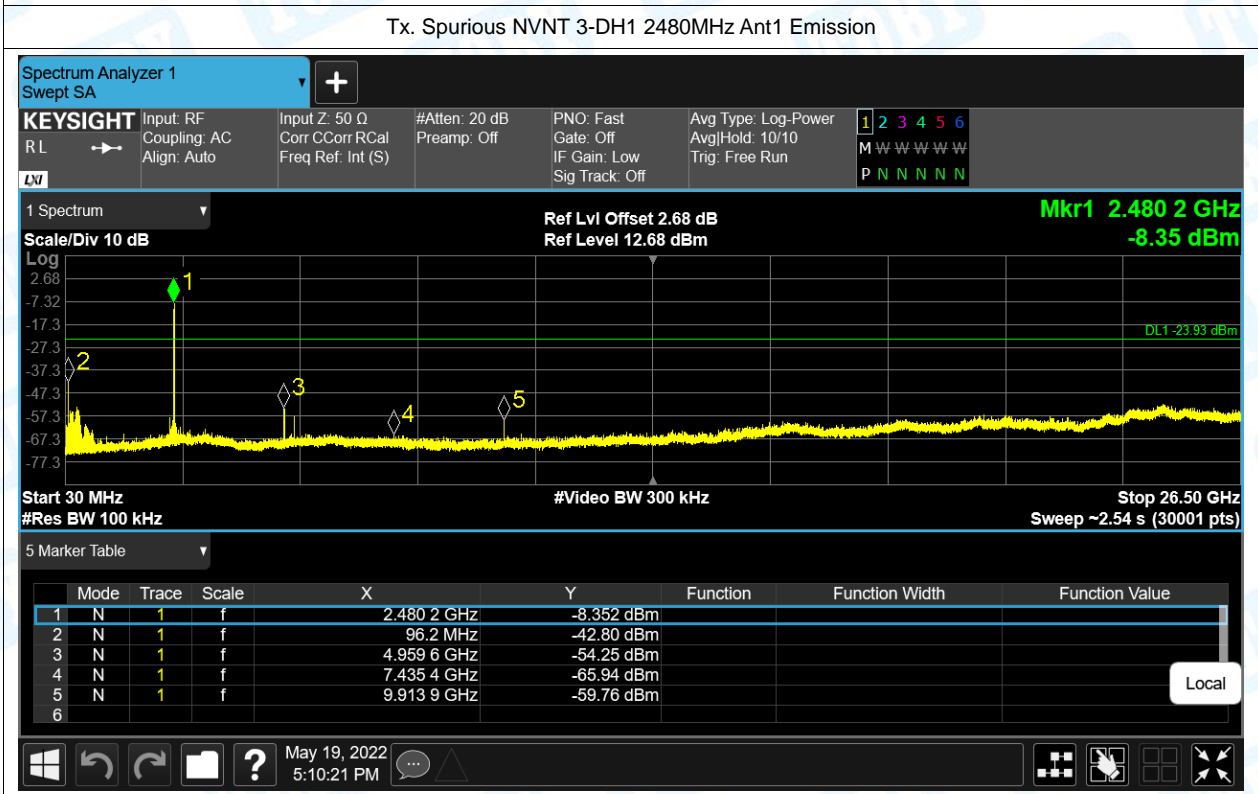 Tx. Spurious NVNT 3-DH1 2480MHz Ant1 Emission
Spectrum Analyzer 1
Swept SA
+
KEYSIGHT
R L
LXI
Input: RF
Coupling: AC
Align: Auto
Input Z: 50 Ω
Corr CCorr RCal
Freq Ref: Int (S)
#Atten: 20 dB
Preamp: Off
PNO: Fast
Gate: Off
IF Gain: Low
Sig Track: Off
Avg Type: Log-Power
Avg|Hold: 10/10
Trig: Free Run
1 2 3 4 5 6
M W W W W W
P N N N N N
1 Spectrum
Scale/Div 10 dB
Ref Lvl Offset 2.68 dB
Ref Level 12.68 dBm
Mkr1 2.480 2 GHz
-8.35 dBm
Log
2.68
-7.32
-17.3
-27.3
-37.3
-47.3
-57.3
-67.3
-77.3
1
2
3
4
5
DL1 -23.93 dBm
Start 30 MHz
#Video BW 300 kHz
Stop 26.50 GHz
#Res BW 100 kHz
Sweep ~2.54 s (30001 pts)
5 Marker Table
Mode Trace Scale X Y Function Function Width Function Value
1 N 1 f 2.480 2 GHz -8.352 dBm
2 N 1 f 96.2 MHz -42.80 dBm
3 N 1 f 4.959 6 GHz -54.25 dBm
4 N 1 f 7.435 4 GHz -65.94 dBm
5 N 1 f 9.913 9 GHz -59.76 dBm
6
Local
?
May 19, 2022
5:10:21 PM